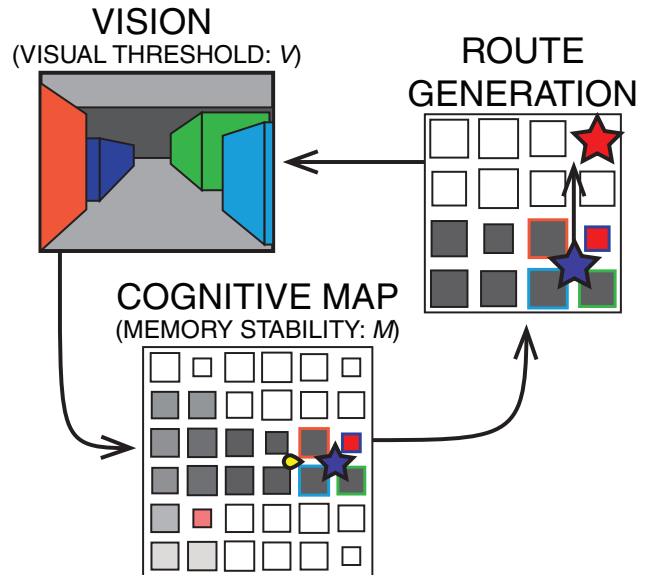 VISION
(VISUAL THRESHOLD: V)
ROUTE
GENERATION
COGNITIVE MAP
(MEMORY STABILITY: M)